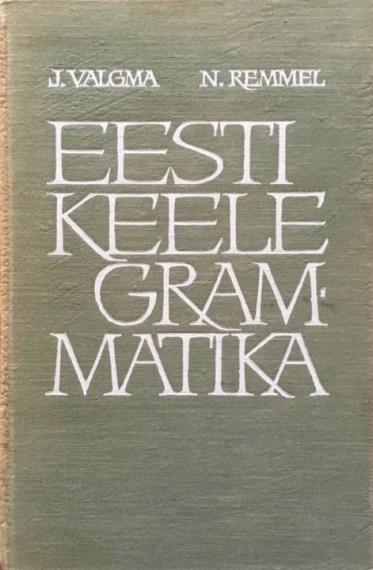 J. VALGMA N. REMMEL
EESTI
KEELE
GRAM-
MATIKA